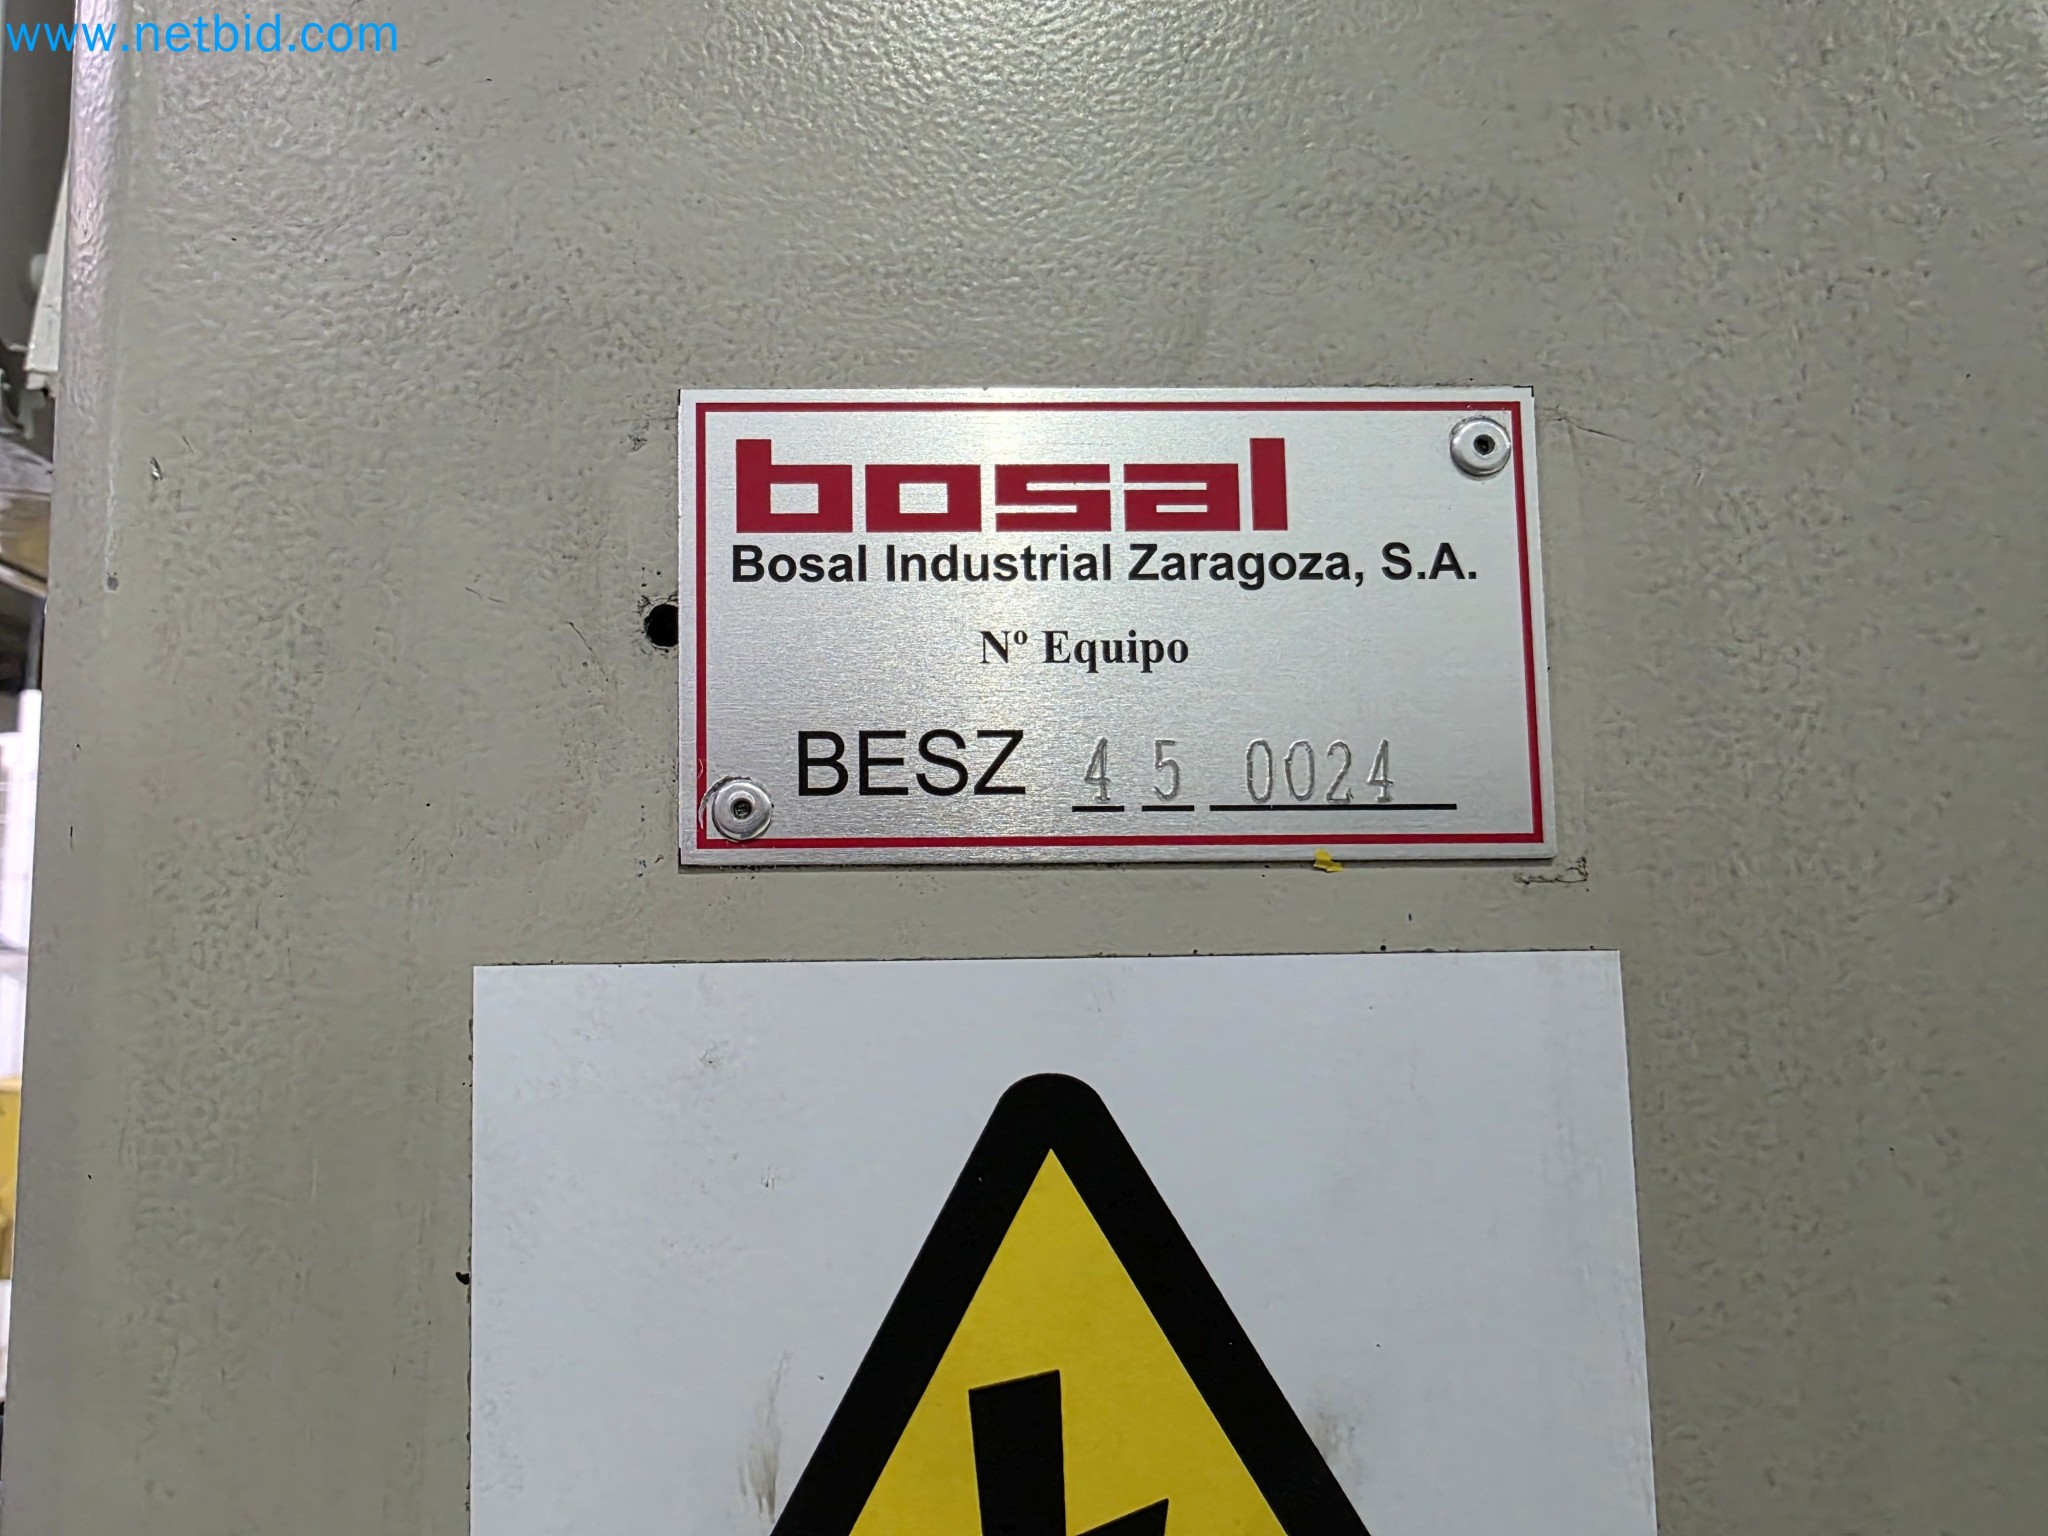 www.netbid.com
bosal
Bosal Industrial Zaragoza, S.A.
Nº Equipo
BESZ 4 5 0024